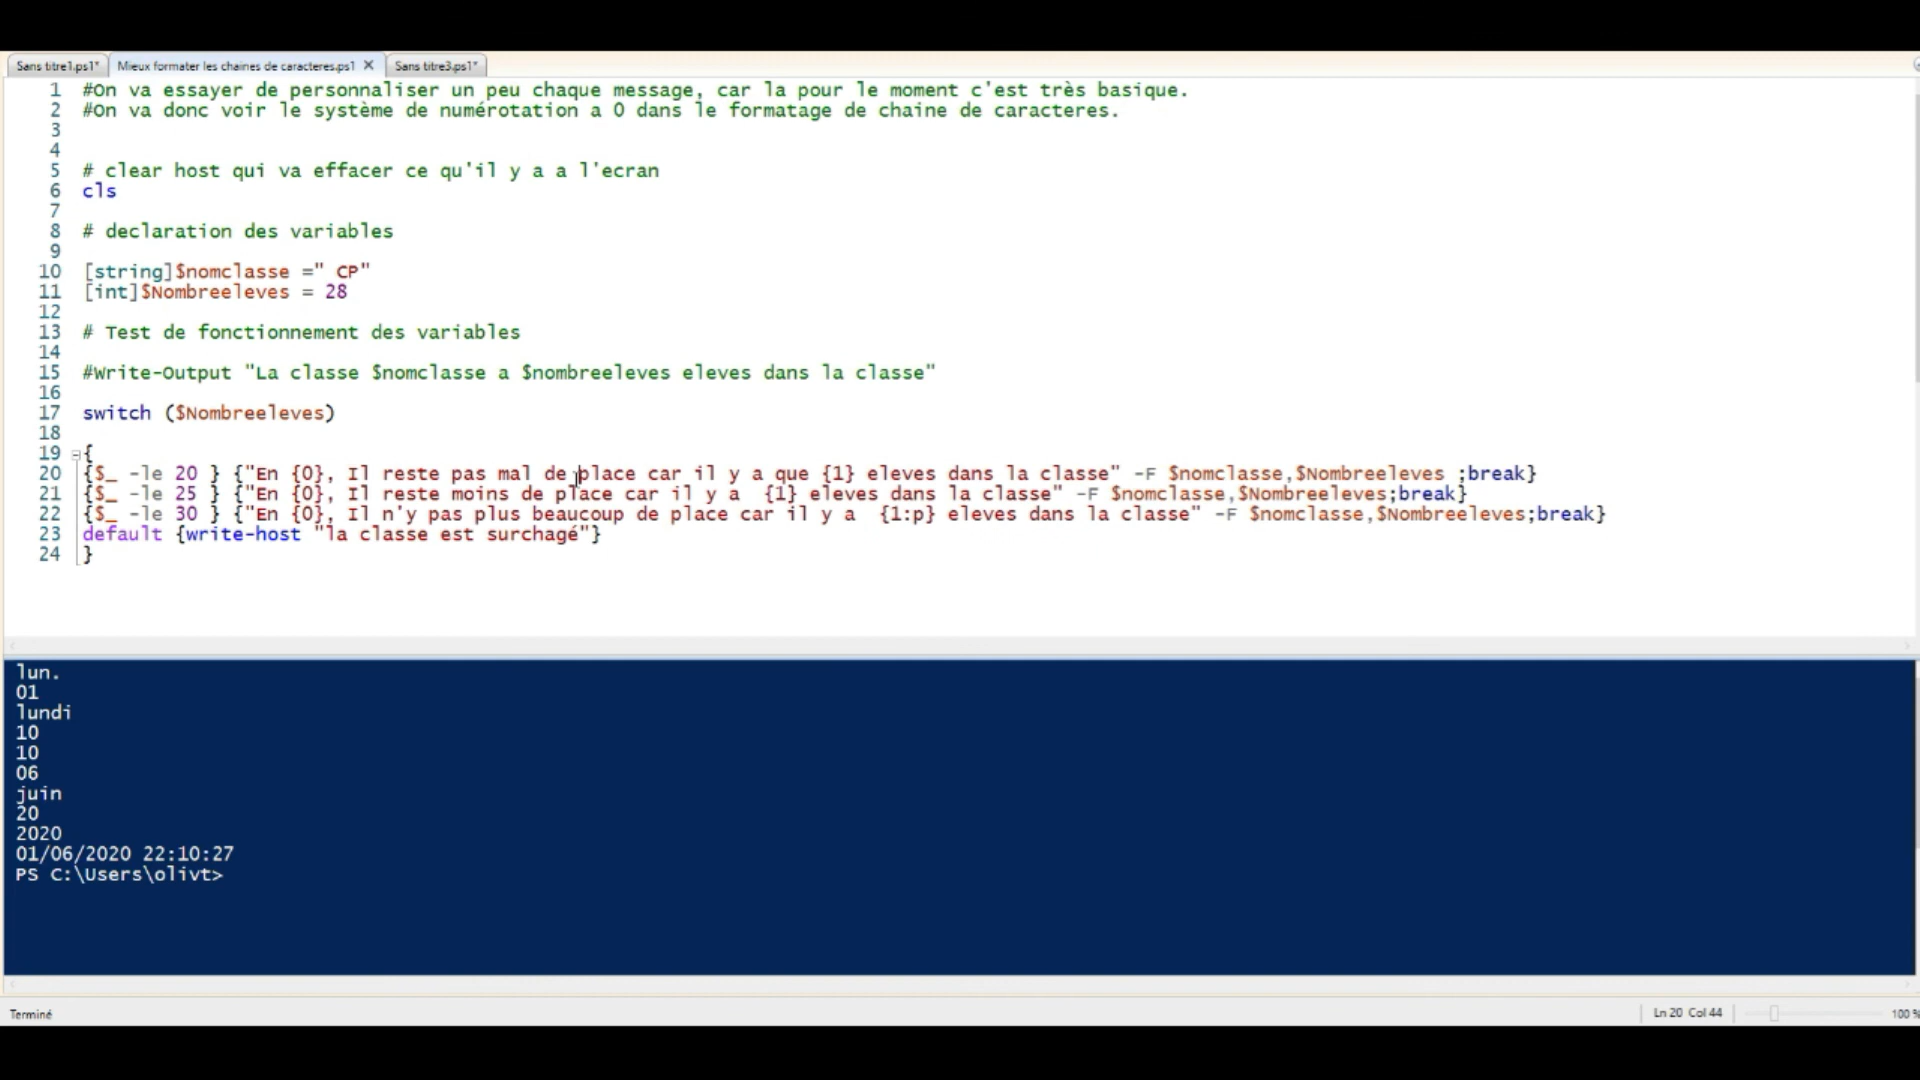 Sans titre1.ps1* Mieux formater les chaines de caracteres.ps1 X Sans titre3.ps1*
1 #On va essayer de personnaliser un peu chaque message, car la pour le moment c'est très basique.
2 #On va donc voir le système de numérotation a 0 dans le formatage de chaine de caracteres.
3
4
5 # clear host qui va effacer ce qu'il y a a l'ecran
6 cls
7
8 # declaration des variables
9
10 [string]$nomclasse =" CP"
11 [int]$Nombreeleves = 28
12
13 # Test de fonctionnement des variables
14
15 #Write-Output "La classe $nomclasse a $nombreeleves eleves dans la classe"
16
17 switch ($Nombreeleves)
18
19 {
20 {$_ -le 20 } {"En {0}, Il reste pas mal de place car il y a que {1} eleves dans la classe" -F $nomclasse,$Nombreeleves ;break}
21 {$_ -le 25 } {"En {0}, Il reste moins de place car il y a  {1} eleves dans la classe" -F $nomclasse,$Nombreeleves;break}
22 {$_ -le 30 } {"En {0}, Il n'y pas plus beaucoup de place car il y a  {1:p} eleves dans la classe" -F $nomclasse,$Nombreeleves;break}
23 default {write-host "la classe est surchagé"}
24 }
lun.
01
lundi
10
10
06
juin
20
2020
01/06/2020 22:10:27
PS C:\Users\olivt>
Terminé Ln 20 Col 44 100 %